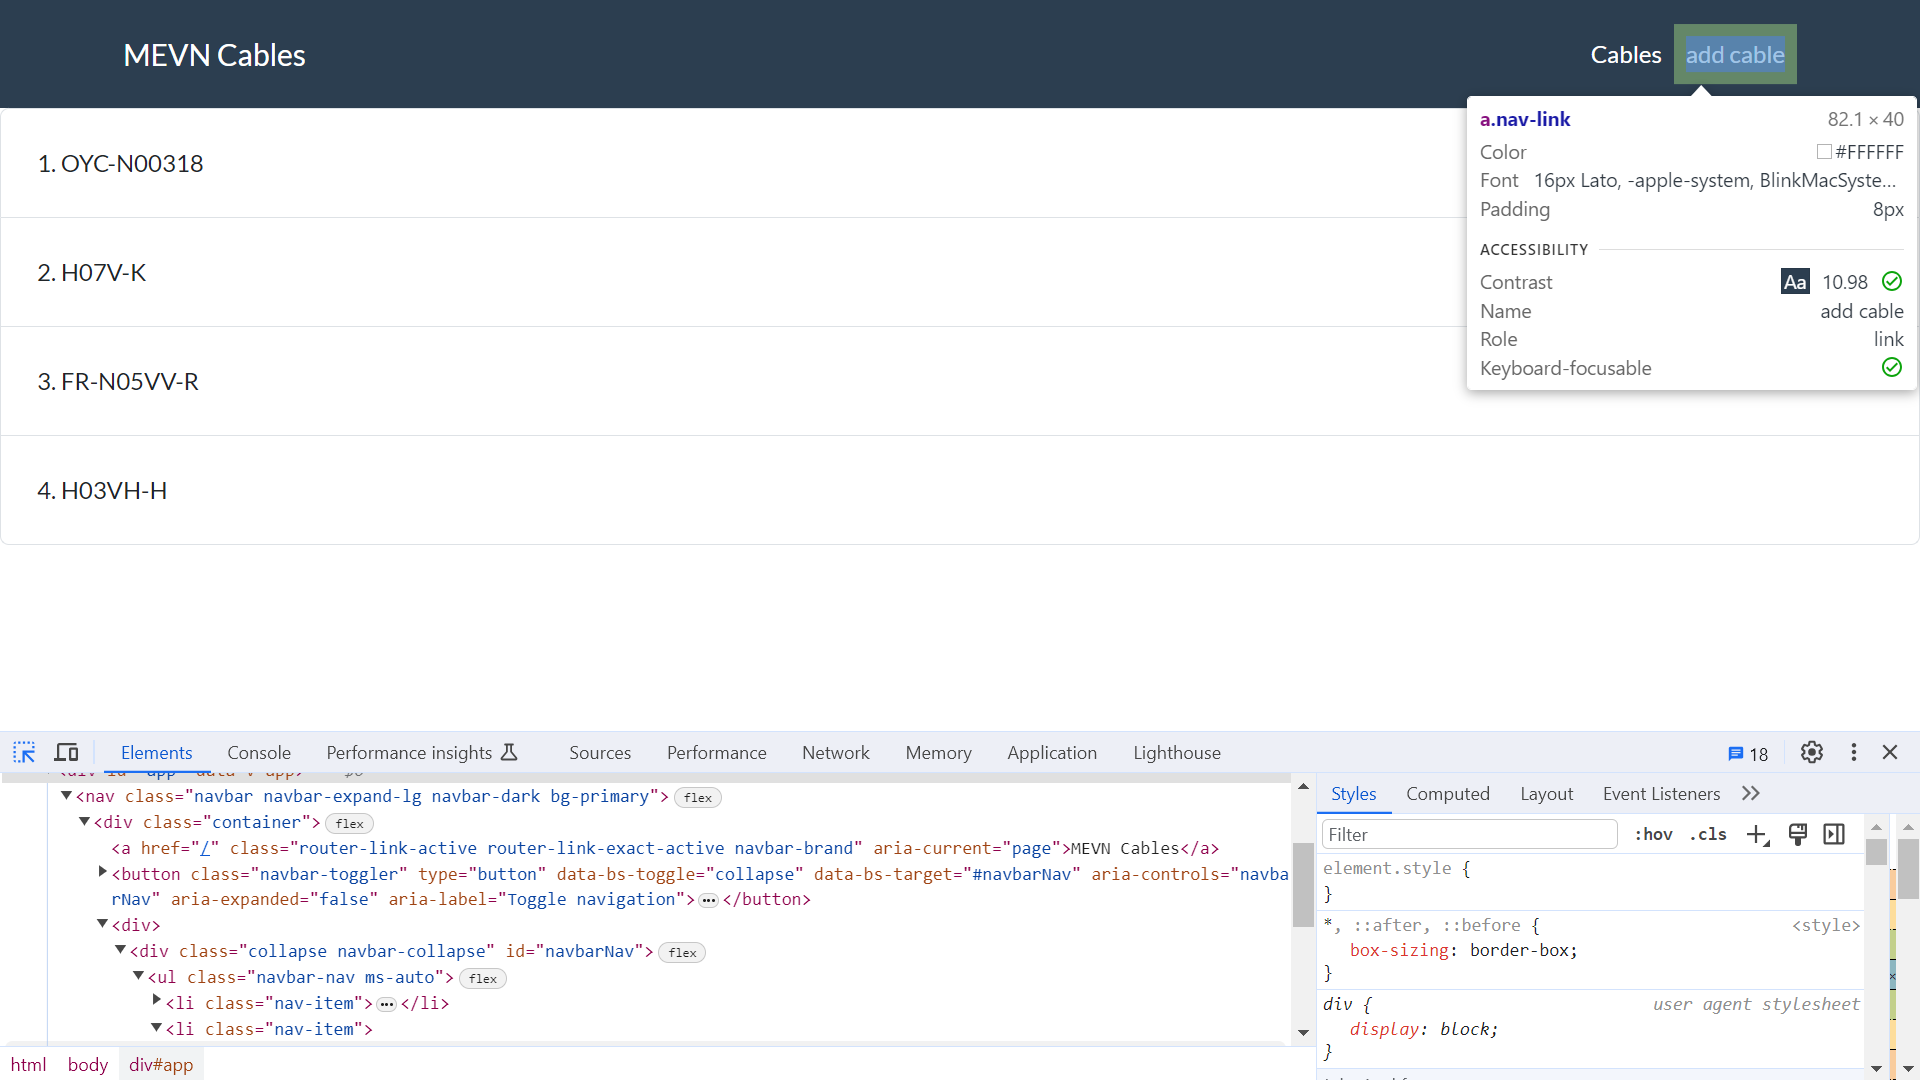 MEVN Cables
Cables add cable
a.nav-link 82.1 × 40
Color #FFFFFF
Font 16px Lato, -apple-system, BlinkMacSyste...
Padding 8px
ACCESSIBILITY
Contrast Aa 10.98
Name add cable
Role link
Keyboard-focusable
1. OYC-N00318
2. H07V-K
3. FR-N05VV-R
4. H03VH-H
Elements Console Performance insights Sources Performance Network Memory Application Lighthouse 18
<nav class="navbar navbar-expand-lg navbar-dark bg-primary"> flex
<div class="container"> flex
<a href="/" class="router-link-active router-link-exact-active navbar-brand" aria-current="page">MEVN Cables</a>
<button class="navbar-toggler" type="button" data-bs-toggle="collapse" data-bs-target="#navbarNav" aria-controls="navba
rNav" aria-expanded="false" aria-label="Toggle navigation"> ... </button>
<div>
<div class="collapse navbar-collapse" id="navbarNav"> flex
<ul class="navbar-nav ms-auto"> flex
<li class="nav-item"> ... </li>
<li class="nav-item">
html body div#app
Styles Computed Layout Event Listeners
Filter :hov .cls
element.style {
}
*, ::after, ::before { <style>
box-sizing: border-box;
}
div { user agent stylesheet
display: block;
}